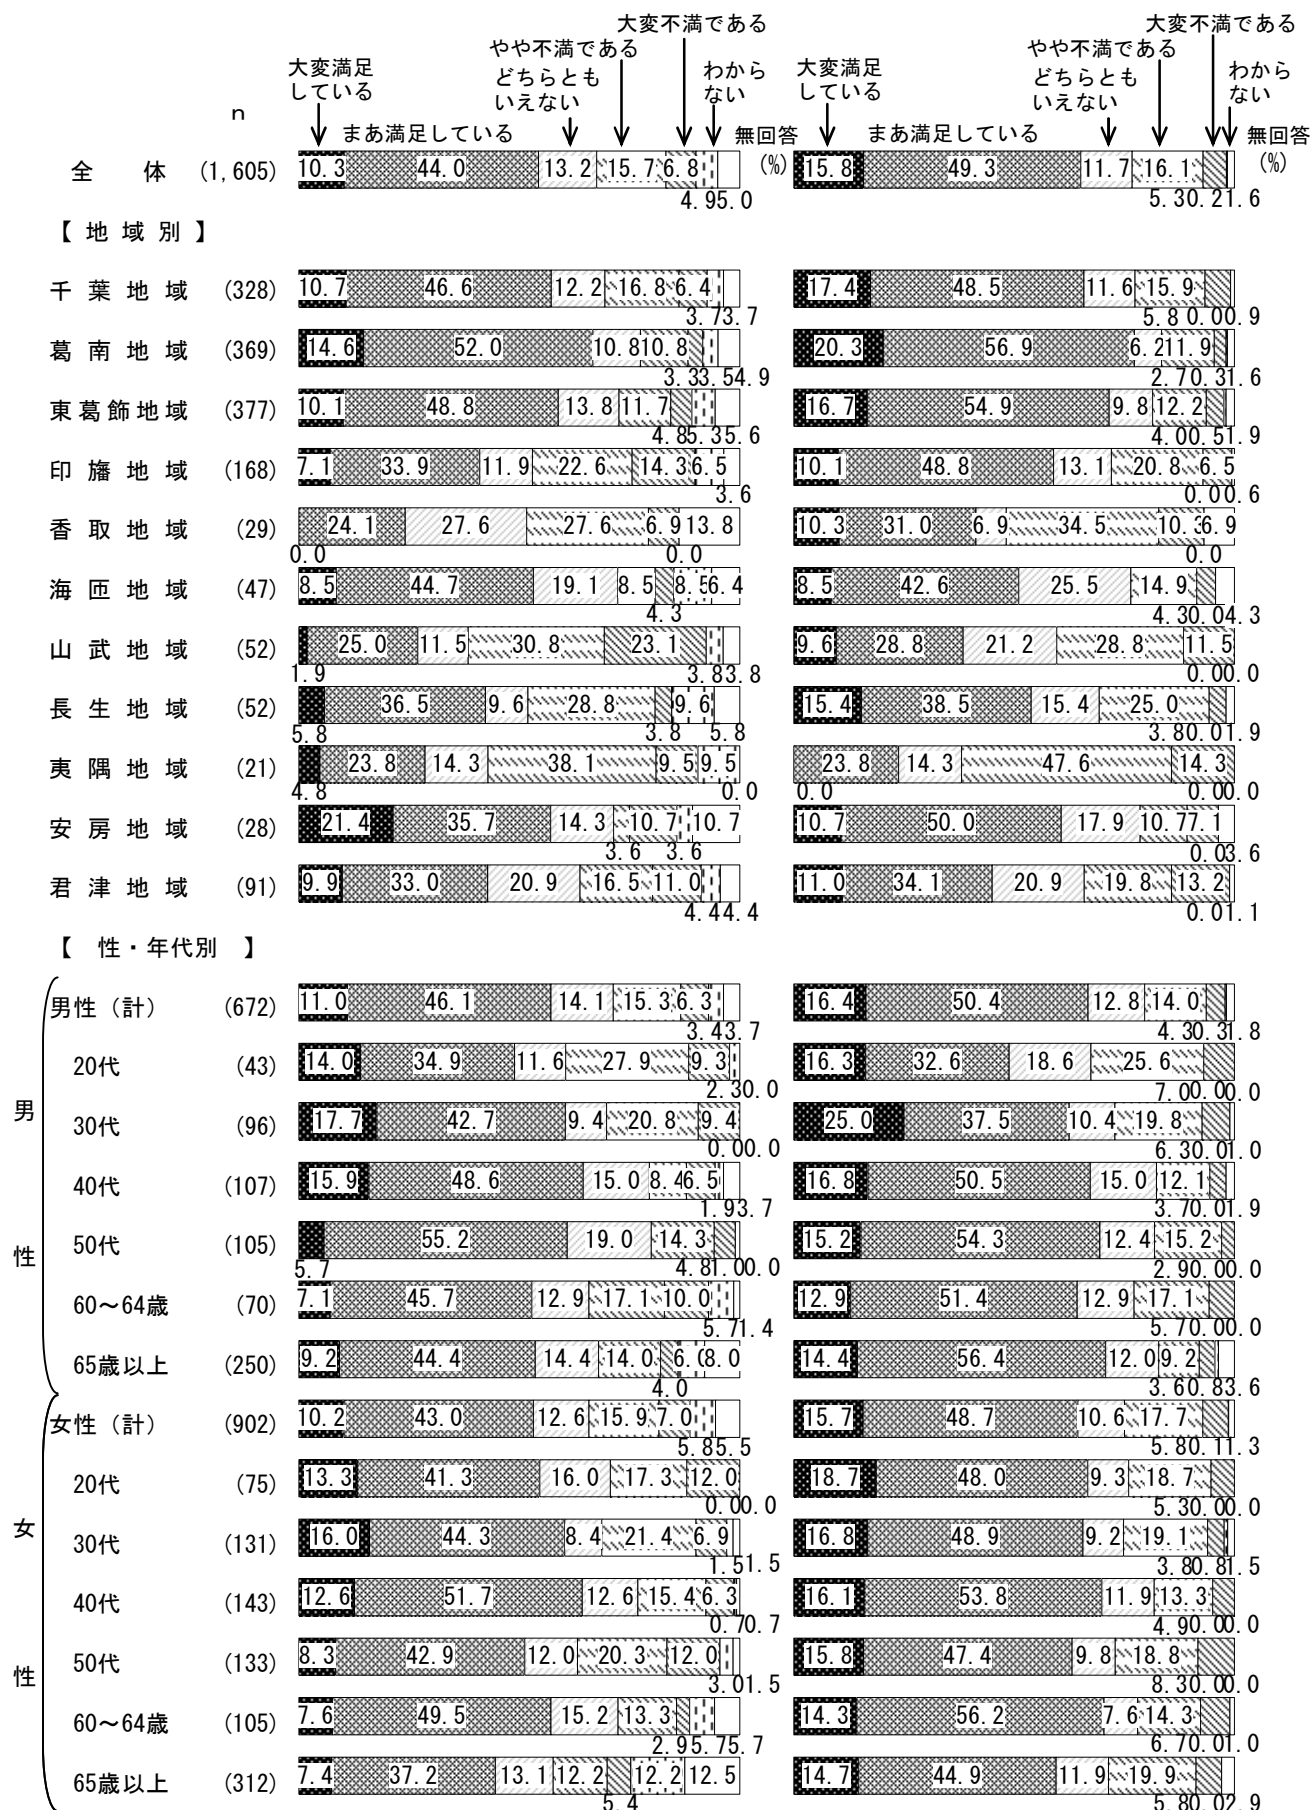 大変不満である 大変不満である
やや不満である やや不満である
大変満足している どちらともいえない わからない 大変満足している どちらともいえない わからない
n まあ満足している 無回答 まあ満足している 無回答
(%) (%)
全 体 (1,605) 10.3 44.0 13.2 15.7 6.8 4.9 5.0 15.8 49.3 11.7 16.1 5.3 0.2 1.6
【 地 域 別 】
千 葉 地 域 (328) 10.7 46.6 12.2 16.8 6.4 3.7 3.7 17.4 48.5 11.6 15.9 5.8 0.0 0.9
葛 南 地 域 (369) 14.6 52.0 10.8 10.8 3.3 3.5 4.9 20.3 56.9 6.2 11.9 2.7 0.3 1.6
東葛飾地域 (377) 10.1 48.8 13.8 11.7 4.8 5.3 5.6 16.7 54.9 9.8 12.2 4.0 0.5 1.9
印 旛 地 域 (168) 7.1 33.9 11.9 22.6 14.3 6.5 3.6 10.1 48.8 13.1 20.8 6.5 0.0 0.6
香 取 地 域 (29) 0.0 24.1 27.6 27.6 6.9 0.0 13.8 10.3 31.0 6.9 34.5 10.3 0.0 6.9
海 匝 地 域 (47) 8.5 44.7 19.1 8.5 4.3 8.5 6.4 8.5 42.6 25.5 14.9 4.3 0.0 4.3
山 武 地 域 (52) 1.9 25.0 11.5 30.8 23.1 3.8 3.8 9.6 28.8 21.2 28.8 11.5 0.0 0.0
長 生 地 域 (52) 5.8 36.5 9.6 28.8 3.8 9.6 5.8 15.4 38.5 15.4 25.0 3.8 0.0 1.9
夷 隅 地 域 (21) 4.8 23.8 14.3 38.1 9.5 9.5 0.0 0.0 23.8 14.3 47.6 14.3 0.0 0.0
安 房 地 域 (28) 21.4 35.7 14.3 3.6 10.7 3.6 10.7 10.7 50.0 17.9 10.7 7.1 0.0 3.6
君 津 地 域 (91) 9.9 33.0 20.9 16.5 11.0 4.4 4.4 11.0 34.1 20.9 19.8 13.2 0.0 1.1
【 性・年代別 】
男性（計） (672) 11.0 46.1 14.1 15.3 6.3 3.4 3.7 16.4 50.4 12.8 14.0 4.3 0.3 1.8
男性
20代 (43) 14.0 34.9 11.6 27.9 9.3 2.3 0.0 16.3 32.6 18.6 25.6 7.0 0.0 0.0
30代 (96) 17.7 42.7 9.4 20.8 9.4 0.0 0.0 25.0 37.5 10.4 19.8 6.3 0.0 1.0
40代 (107) 15.9 48.6 15.0 8.4 6.5 1.9 3.7 16.8 50.5 15.0 12.1 3.7 0.0 1.9
50代 (105) 5.7 55.2 19.0 14.3 4.8 1.0 0.0 15.2 54.3 12.4 15.2 2.9 0.0 0.0
60～64歳 (70) 7.1 45.7 12.9 17.1 10.0 5.7 1.4 12.9 51.4 12.9 17.1 5.7 0.0 0.0
65歳以上 (250) 9.2 44.4 14.4 14.0 4.0 6.0 8.0 14.4 56.4 12.0 9.2 3.6 0.8 3.6
女性（計） (902) 10.2 43.0 12.6 15.9 7.0 5.8 5.5 15.7 48.7 10.6 17.7 5.8 0.1 1.3
女性
20代 (75) 13.3 41.3 16.0 17.3 12.0 0.0 0.0 18.7 48.0 9.3 18.7 5.3 0.0 0.0
30代 (131) 16.0 44.3 8.4 21.4 6.9 1.5 1.5 16.8 48.9 9.2 19.1 3.8 0.8 1.5
40代 (143) 12.6 51.7 12.6 15.4 6.3 0.7 0.7 16.1 53.8 11.9 13.3 4.9 0.0 0.0
50代 (133) 8.3 42.9 12.0 20.3 12.0 3.0 1.5 15.8 47.4 9.8 18.8 8.3 0.0 0.0
60～64歳 (105) 7.6 49.5 15.2 13.3 2.9 5.7 5.7 14.3 56.2 7.6 14.3 6.7 0.0 1.0
65歳以上 (312) 7.4 37.2 13.1 12.2 5.4 12.2 12.5 14.7 44.9 11.9 19.9 5.8 0.0 2.9